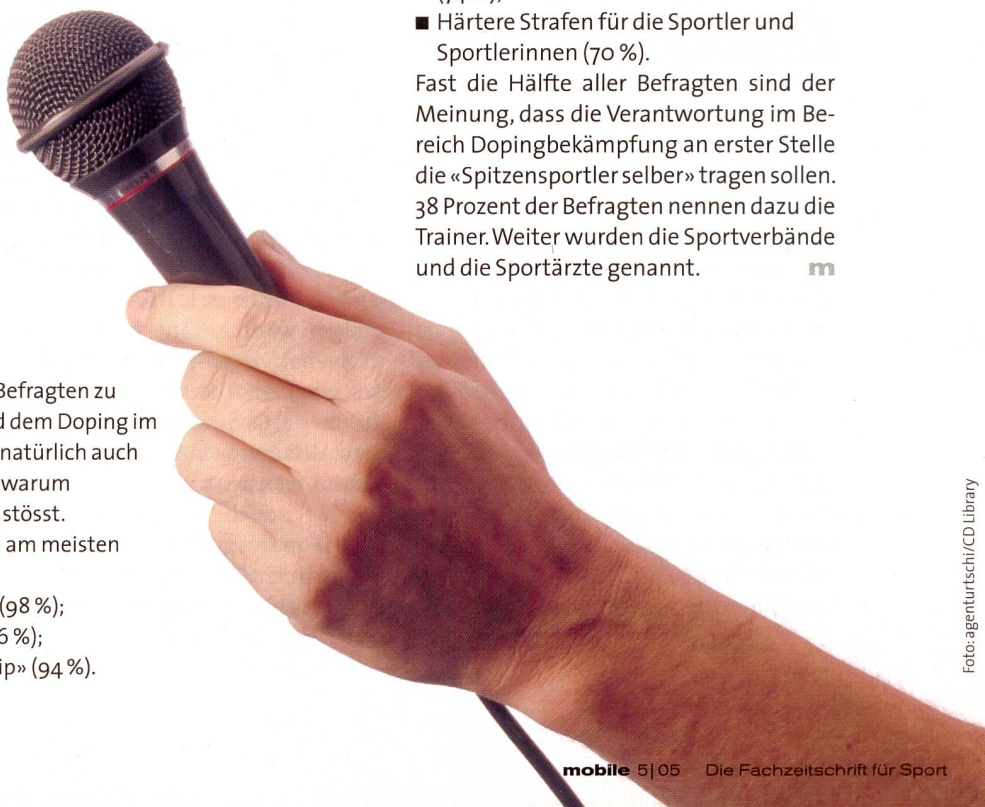 ■ Härtere Strafen für die Sportler und
Sportlerinnen (70 %).
Fast die Hälfte aller Befragten sind der
Meinung, dass die Verantwortung im Be-
reich Dopingbekämpfung an erster Stelle
die «Spitzensportler selber» tragen sollen.
38 Prozent der Befragten nennen dazu die
Trainer. Weiter wurden die Sportverbände
und die Sportärzte genannt. m
Befragten zu
d dem Doping im
natürlich auch
warum
stösst.
am meisten
(98 %);
6 %);
ip» (94 %).
Foto: agenturtschi/CD Library
mobile 5|05 Die Fachzeitschrift für Sport